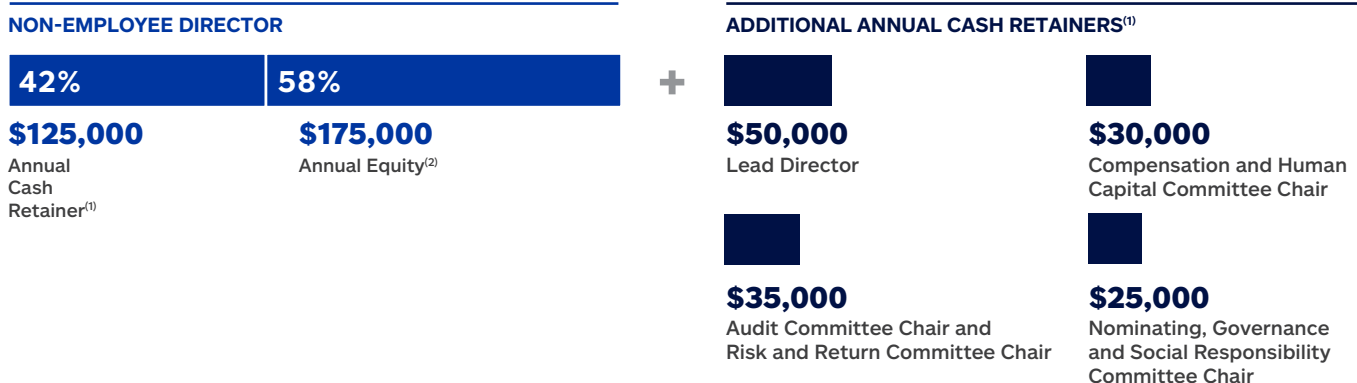 NON-EMPLOYEE DIRECTOR
42% 58%
$125,000
Annual
Cash
Retainer(1)
$175,000
Annual Equity(2)
+
ADDITIONAL ANNUAL CASH RETAINERS(1)
$50,000
Lead Director
$30,000
Compensation and Human
Capital Committee Chair
$35,000
Audit Committee Chair and
Risk and Return Committee Chair
$25,000
Nominating, Governance
and Social Responsibility
Committee Chair